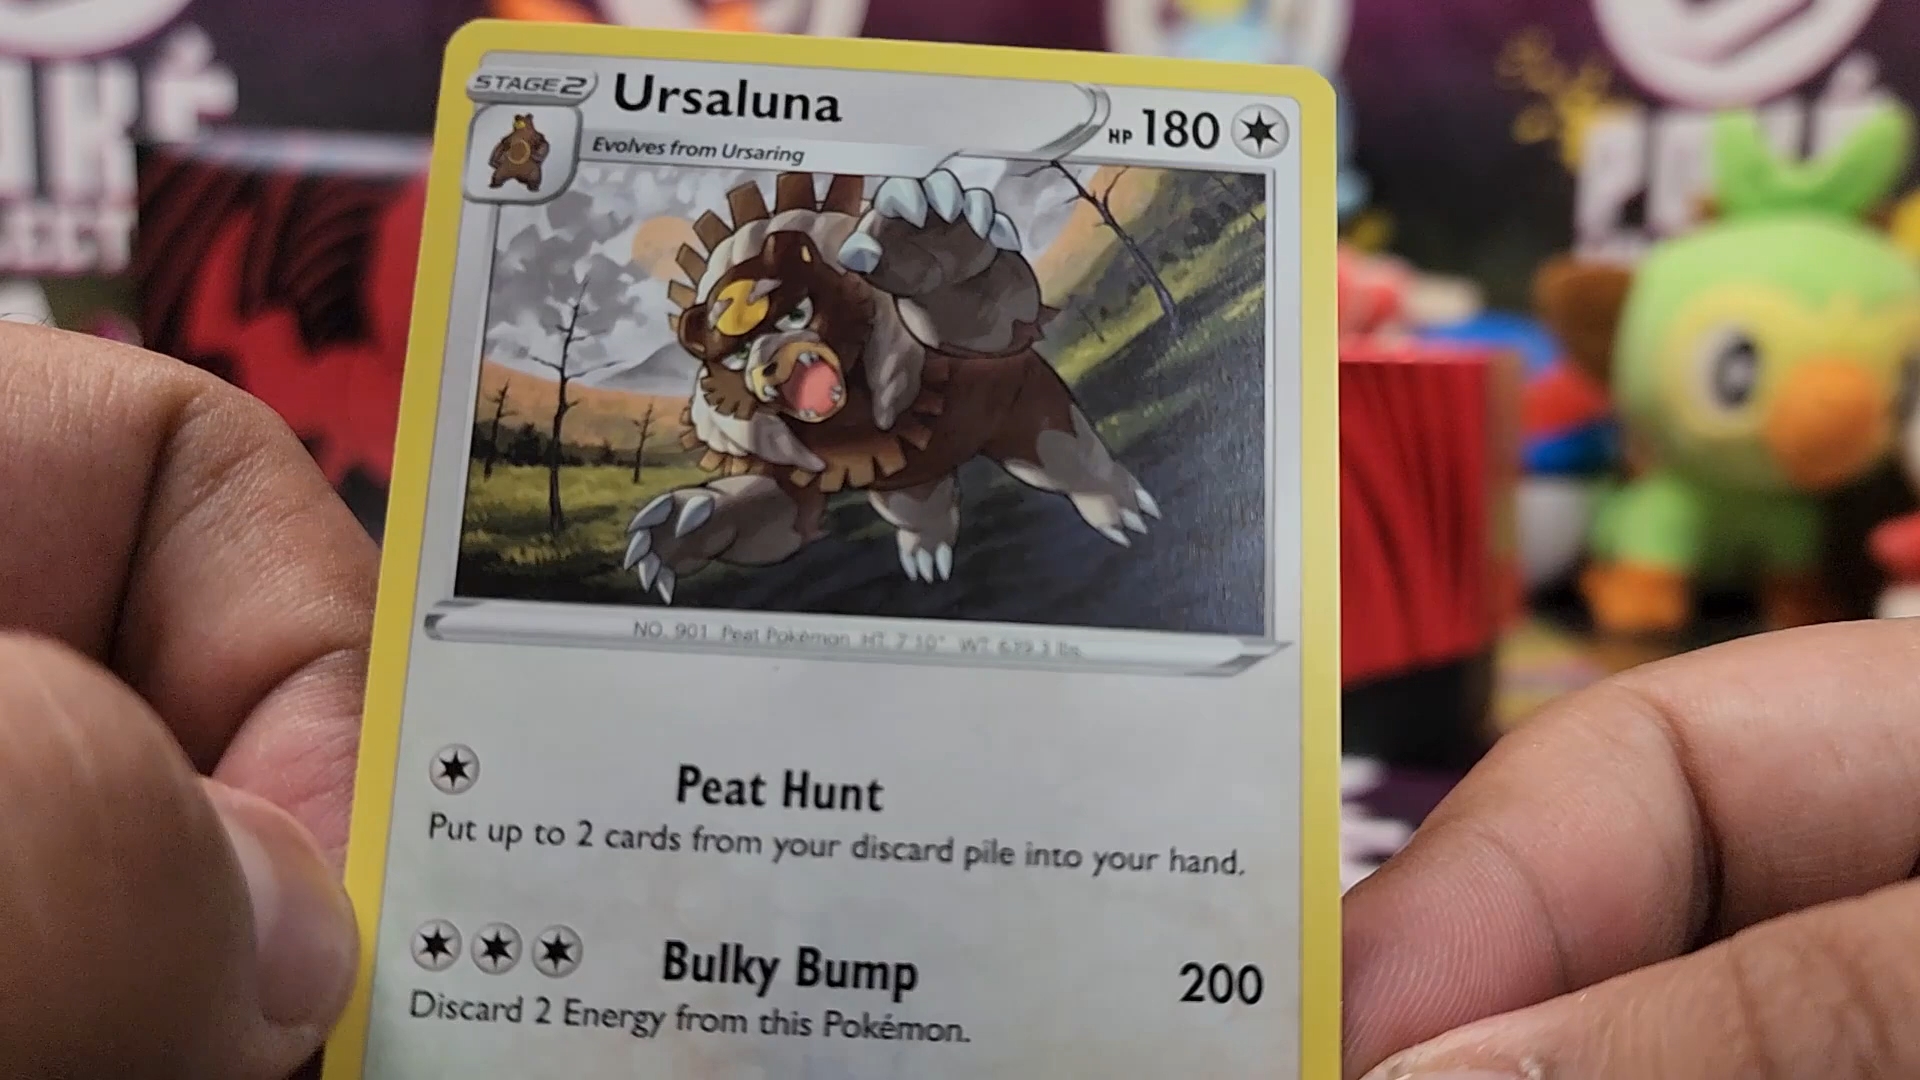 STAGE 2
Ursaluna
HP 180
Evolves from Ursaring
NO. 901 Peat Pokémon HT. 7'10" WT. 639.3 lbs.
Peat Hunt
Put up to 2 cards from your discard pile into your hand.
Bulky Bump 200
Discard 2 Energy from this Pokémon.